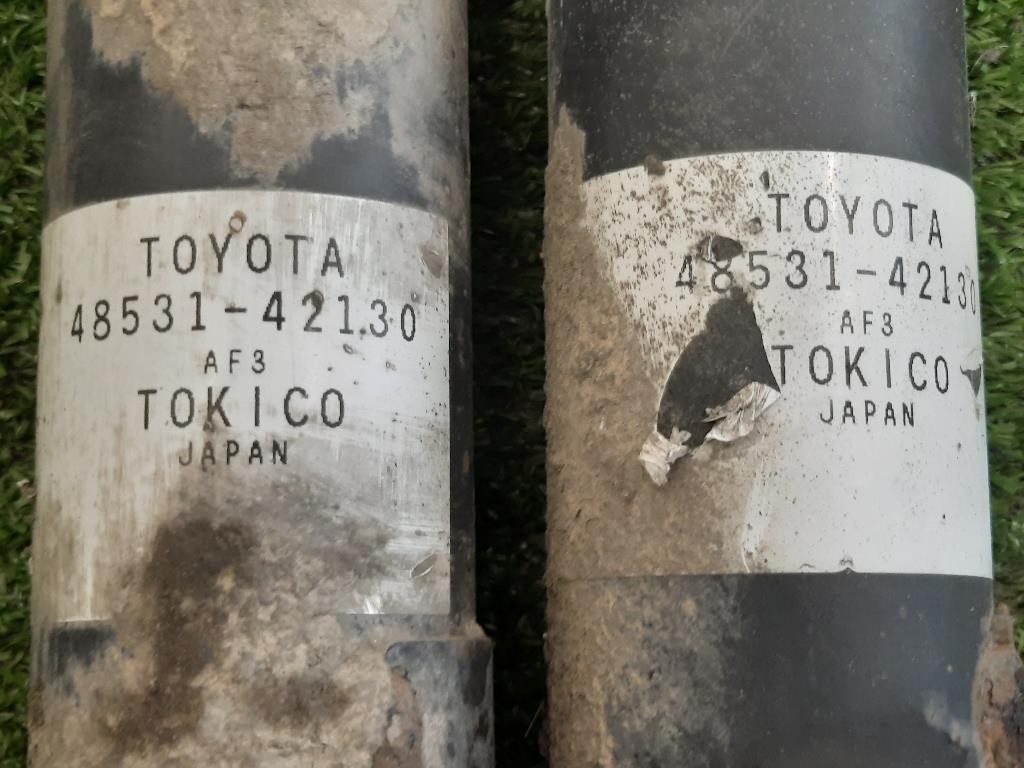 TOYOTA
48531-42130
AF3
TOKICO
JAPAN
TOYOTA
48531-42130
AF3
TOKICO
JAPAN